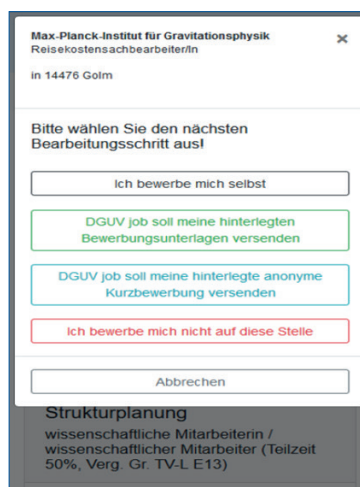 Max-Planck-Institut für Gravitationsphysik
×
Reisekostensachbearbeiter/In
in 14476 Golm
Bitte wählen Sie den nächsten
Bearbeitungsschritt aus!
Ich bewerbe mich selbst
DGUV job soll meine hinterlegten
Bewerbungsunterlagen versenden
DGUV job soll meine hinterlegte anonyme
Kurzbewerbung versenden
Ich bewerbe mich nicht auf diese Stelle
Abbrechen
Strukturplanung
wissenschaftliche Mitarbeiterin /
wissenschaftlicher Mitarbeiter (Teilzeit
50%, Verg. Gr. TV-L E13)